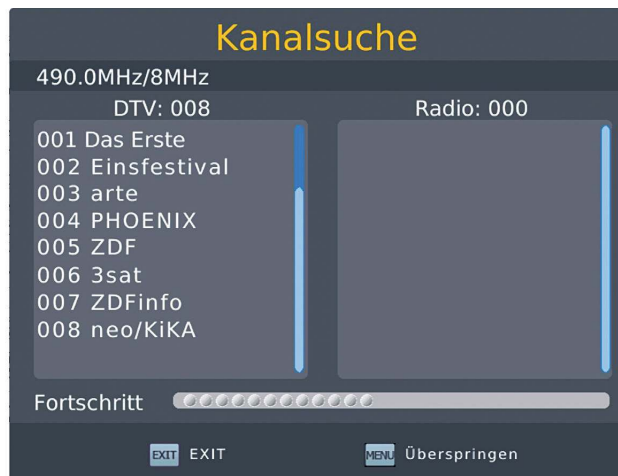 Kanalsuche
490.0MHz/8MHz
DTV: 008
Radio: 000
001 Das Erste
002 Einsfestival
003 arte
004 PHOENIX
005 ZDF
006 3sat
007 ZDFinfo
008 neo/KiKA
Fortschritt
EXIT EXIT
MENU Überspringen